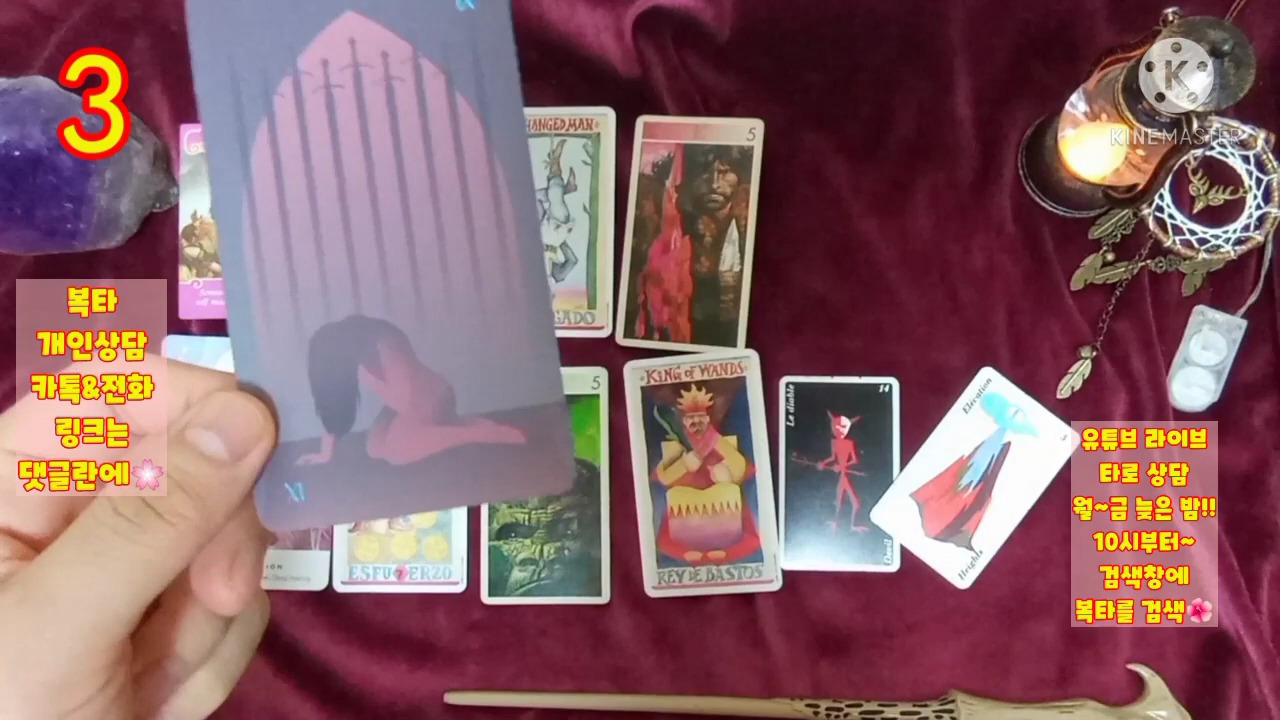 3
KINEMASTER
복타
개인상담
카톡&전화
링크는
댓글란에
유튜브 라이브
타로 상담
월~금 늦은 밤!!
10시부터~
검색창에
복타를 검색
HANGED MAN
5
5
KING OF WANDS
REY DE BASTOS
Le diable
14
Devil
Elévation
Heights
ESFUERZO
7